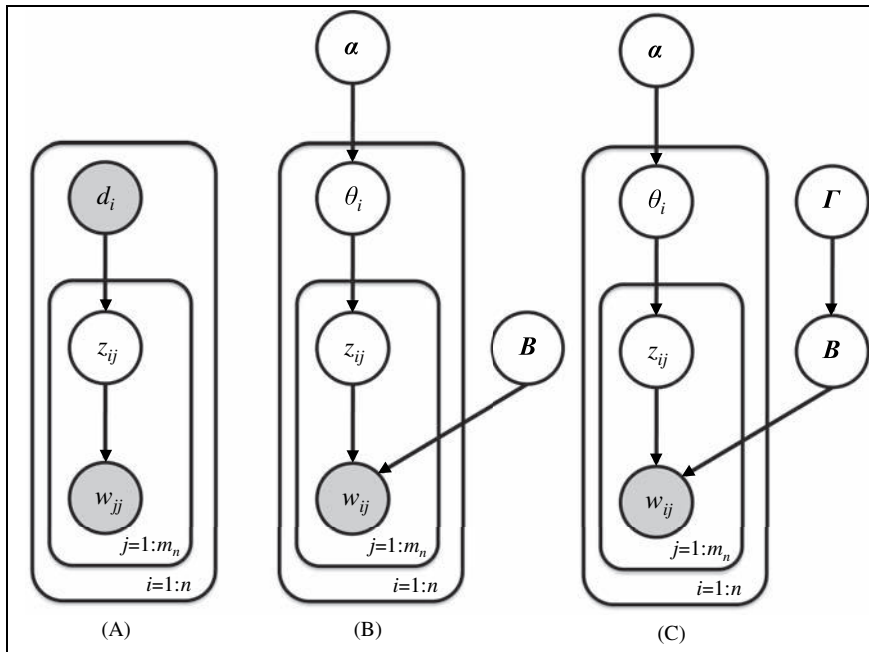 α
α
d_i
θ_i
θ_i
Γ
z_ij
z_ij
B
z_ij
B
w_jj
w_ij
w_ij
j=1:m_n
j=1:m_n
j=1:m_n
i=1:n
i=1:n
i=1:n
(A)
(B)
(C)